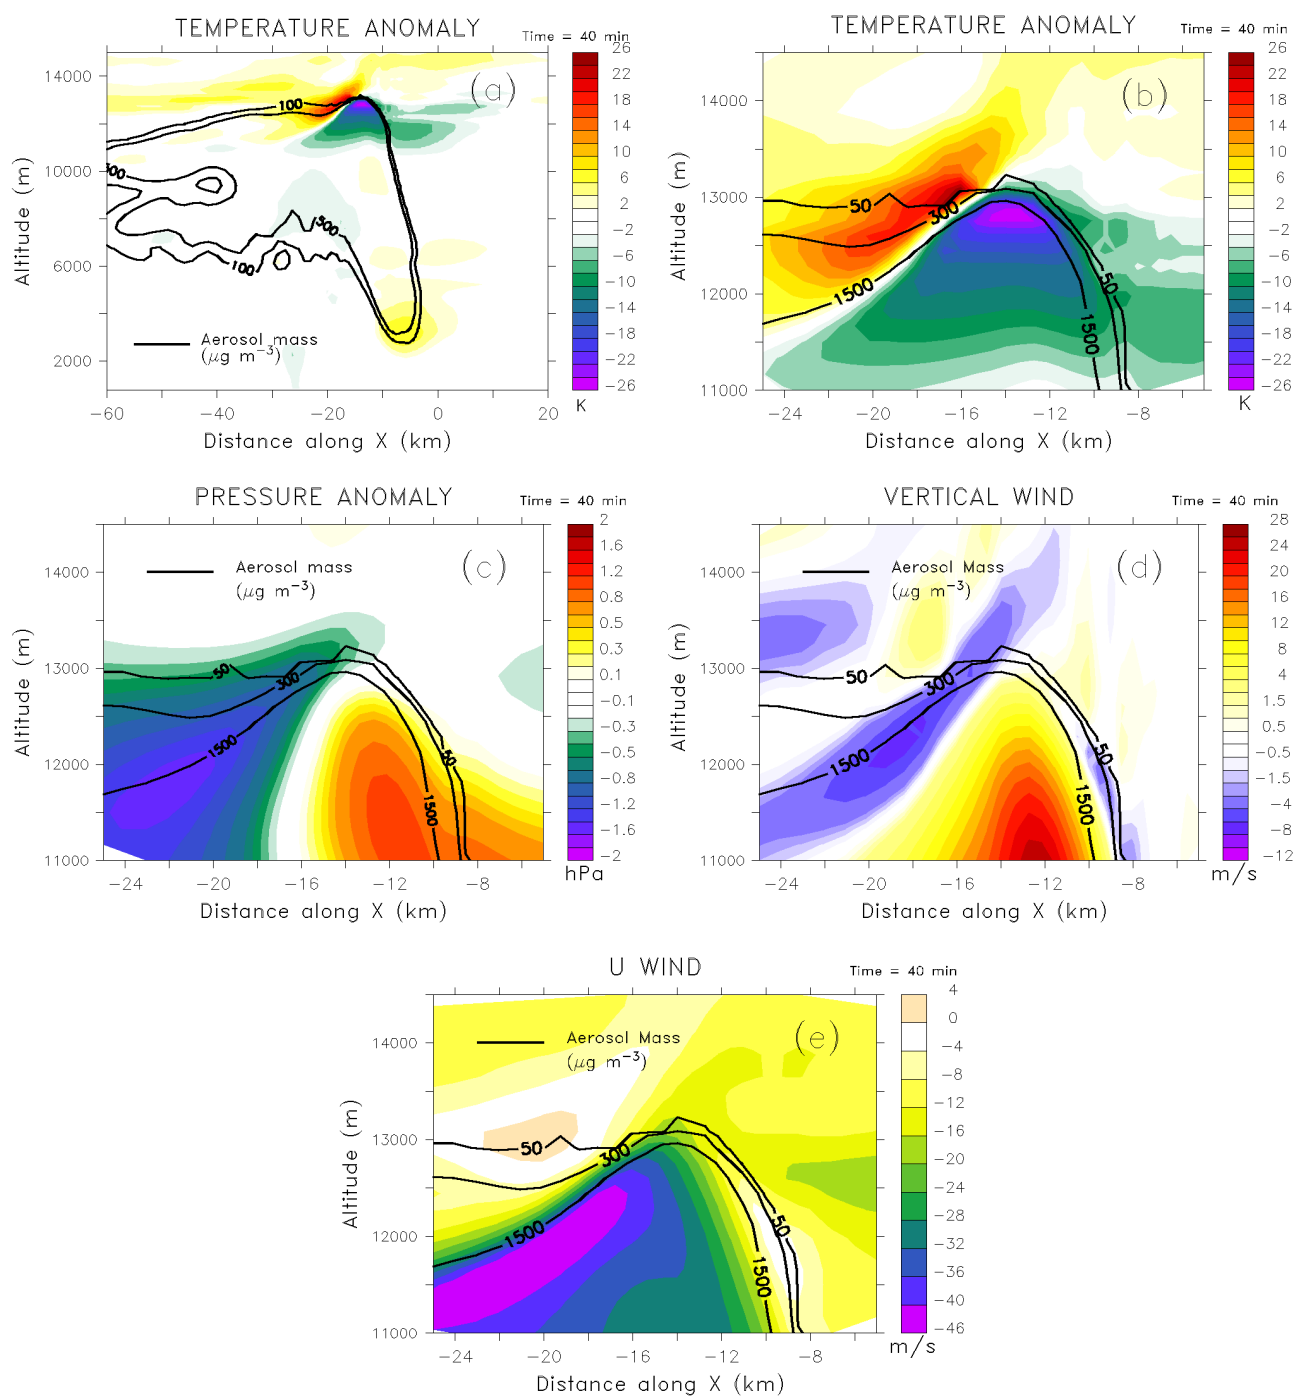 TEMPERATURE ANOMALY
Time = 40 min
(a)
14000
10000
6000
2000
Altitude (m)
100
500
100
Aerosol mass
(μg m−3)
−60 −40 −20 0 20
Distance along X (km)
26
22
18
14
10
6
2
−2
−6
−10
−14
−18
−22
−26
K
TEMPERATURE ANOMALY
Time = 40 min
(b)
14000
13000
12000
11000
Altitude (m)
50
300
1500
50
1500
−24 −20 −16 −12 −8
Distance along X (km)
26
22
18
14
10
6
2
−2
−6
−10
−14
−18
−22
−26
K
PRESSURE ANOMALY
Time = 40 min
Aerosol mass
(μg m−3)
(c)
14000
13000
12000
11000
Altitude (m)
50
300
1500
50
1500
−24 −20 −16 −12 −8
Distance along X (km)
2
1.6
1.2
0.8
0.5
0.3
0.1
−0.1
−0.3
−0.5
−0.8
−1.2
−1.6
−2
hPa
VERTICAL WIND
Time = 40 min
Aerosol Mass
(μg m−3)
(d)
14000
13000
12000
11000
Altitude (m)
50
300
1500
50
1500
−24 −20 −16 −12 −8
Distance along X (km)
28
24
20
16
12
8
4
1.5
0.5
−0.5
−1.5
−4
−8
−12
m/s
U WIND
Time = 40 min
Aerosol Mass
(μg m−3)
(e)
14000
13000
12000
11000
Altitude (m)
50
300
1500
50
1500
−24 −20 −16 −12 −8
Distance along X (km)
4
0
−4
−8
−12
−16
−20
−24
−28
−32
−36
−40
−46
m/s